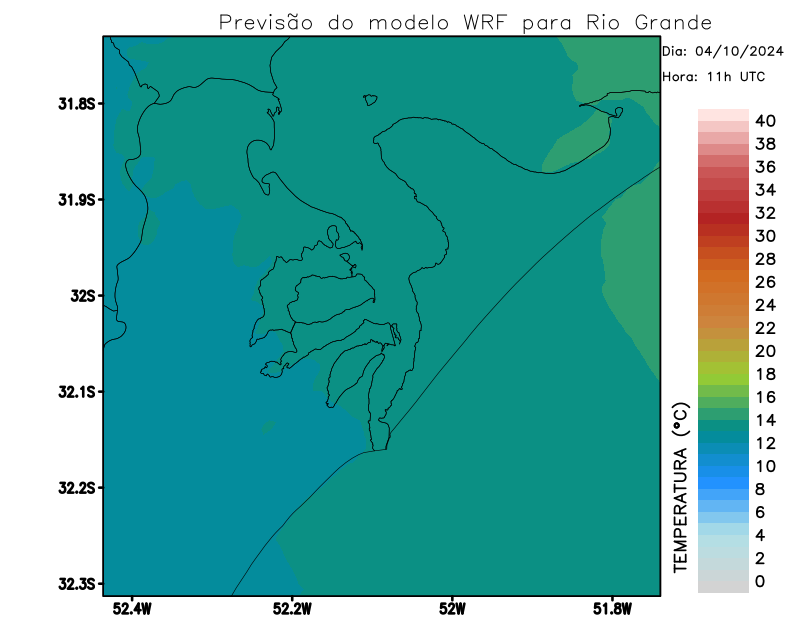 Previsão do modelo WRF para Rio Grande
Dia: 04/10/2024
Hora: 11h UTC
31.8S
31.9S
32S
32.1S
32.2S
32.3S
52.4W
52.2W
52W
51.8W
TEMPERATURA (°C)
40
38
36
34
32
30
28
26
24
22
20
18
16
14
12
10
8
6
4
2
0